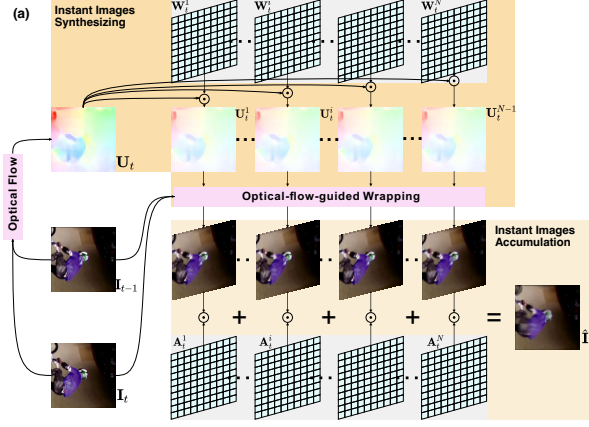 (a)
Instant Images
Synthesizing
W_t^1
W_t^i
W_t^N
U_t
U_t^1
U_t^i
U_t^{N-1}
Optical Flow
Optical-flow-guided Wrapping
Instant Images
Accumulation
I_{t-1}
I_t
+
+
+
=
Î
A_t^1
A_t^i
A_t^N